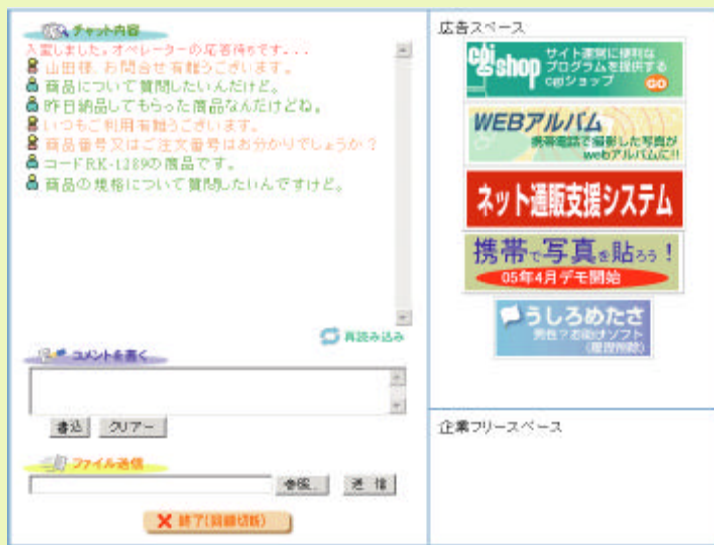 チャット内容
入室しました。オペレーターの応答待ちです...
山田様、お問合せ有難うございます。
商品について質問したいんだけど。
昨日納品してもらった商品なんだけどね。
いつもご利用有難うございます。
商品番号又はご注文番号はお分かりでしょうか?
コードRK-1289の商品です。
商品の規格について質問したいんですけど。
再読み込み
コメントを書く
書込 クリアー
ファイル送信
参照... 送信
終了(回線切断)
広告スペース
cgi shop
サイト運営に便利な
プログラムを提供する
cgiショップ
GO
WEBアルバム
携帯電話で撮影した写真が
webアルバムに!!
ネット通販支援システム
携帯で写真を貼ろう!
05年4月デモ開始
うしろめたさ
(履歴削除)
企業フリースペース